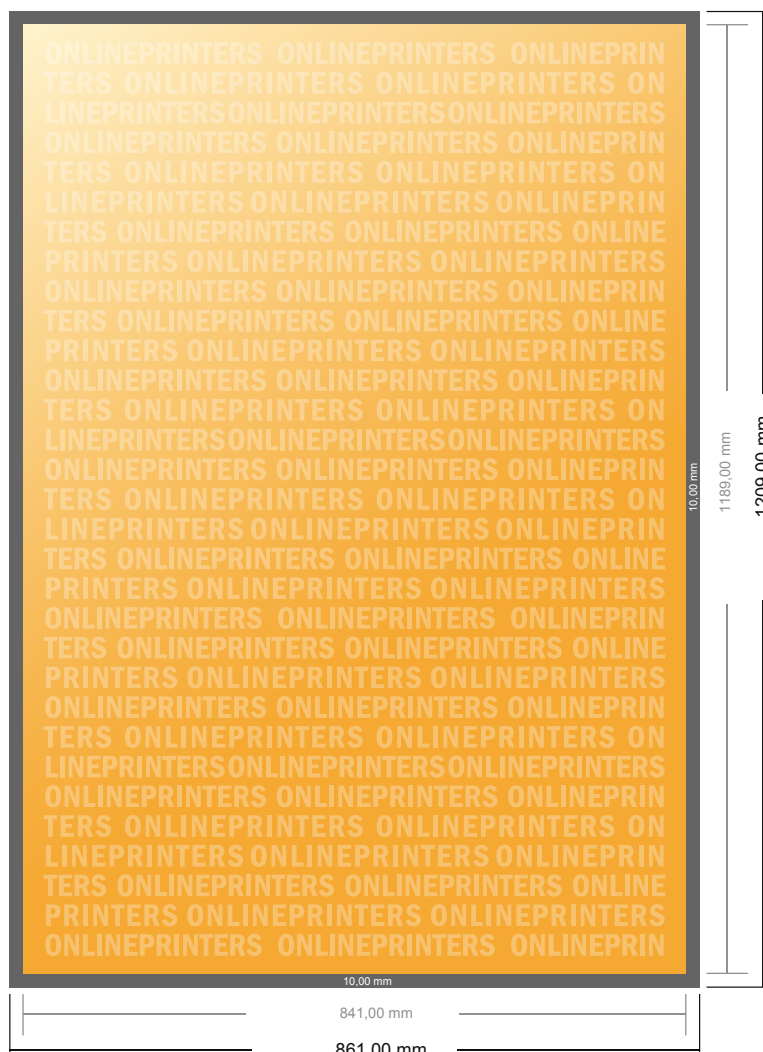 ONLINEPRINTERS ONLINEPRINTERS ONLINEPRIN
TERS ONLINEPRINTERS ONLINEPRINTERS ON
LINEPRINTERSONLINEPRINTERSONLINEPRINTERS
ONLINEPRINTERS ONLINEPRINTERS ONLINEPRIN
TERS ONLINEPRINTERS ONLINEPRINTERS ON
LINEPRINTERS ONLINEPRINTERS ONLINEPRIN
TERS ONLINEPRINTERS ONLINEPRINTERS ONLINE
PRINTERS ONLINEPRINTERS ONLINEPRINTERS
ONLINEPRINTERS ONLINEPRINTERS ONLINEPRIN
TERS ONLINEPRINTERS ONLINEPRINTERS ONLINE
PRINTERS ONLINEPRINTERS ONLINEPRINTERS
ONLINEPRINTERS ONLINEPRINTERS ONLINEPRIN
TERS ONLINEPRINTERS ONLINEPRINTERS ON
LINEPRINTERSONLINEPRINTERSONLINEPRINTERS
ONLINEPRINTERS ONLINEPRINTERS ONLINEPRIN
TERS ONLINEPRINTERS ONLINEPRINTERS ON
LINEPRINTERS ONLINEPRINTERS ONLINEPRIN
TERS ONLINEPRINTERS ONLINEPRINTERS ONLINE
PRINTERS ONLINEPRINTERS ONLINEPRINTERS
ONLINEPRINTERS ONLINEPRINTERS ONLINEPRIN
TERS ONLINEPRINTERS ONLINEPRINTERS ONLINE
PRINTERS ONLINEPRINTERS ONLINEPRINTERS
ONLINEPRINTERS ONLINEPRINTERS ONLINEPRIN
TERS ONLINEPRINTERS ONLINEPRINTERS ON
LINEPRINTERSONLINEPRINTERSONLINEPRINTERS
ONLINEPRINTERS ONLINEPRINTERS ONLINEPRIN
TERS ONLINEPRINTERS ONLINEPRINTERS ON
LINEPRINTERS ONLINEPRINTERS ONLINEPRIN
TERS ONLINEPRINTERS ONLINEPRINTERS ONLINE
PRINTERS ONLINEPRINTERS ONLINEPRINTERS
ONLINEPRINTERS ONLINEPRINTERS ONLINEPRIN
10,00 mm
1189,00 mm
1209,00 mm
10,00 mm
841,00 mm
861,00 mm